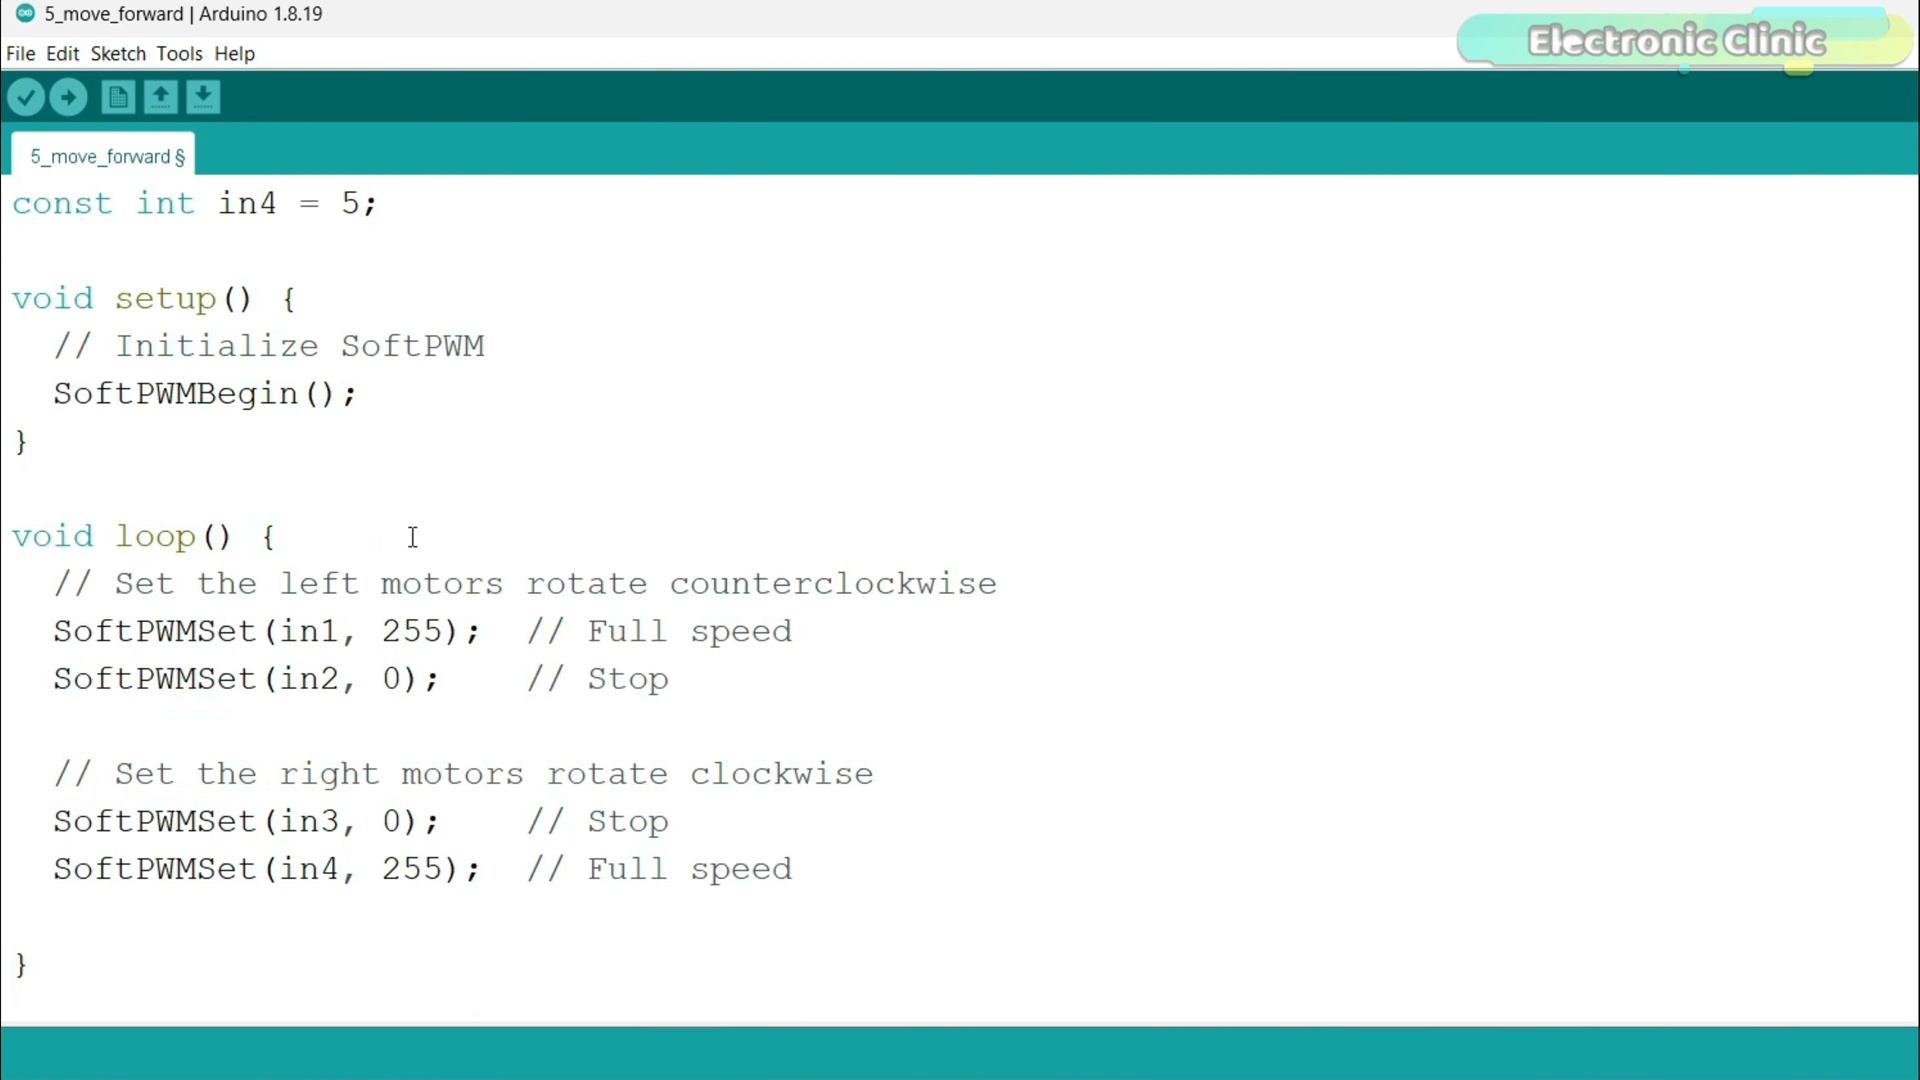 5_move_forward | Arduino 1.8.19
Electronic Clinic
File Edit Sketch Tools Help
5_move_forward §
const int in4 = 5;
void setup() {
  // Initialize SoftPWM
  SoftPWMBegin();
}
void loop() {
  // Set the left motors rotate counterclockwise
  SoftPWMSet(in1, 255);  // Full speed
  SoftPWMSet(in2, 0);    // Stop
  // Set the right motors rotate clockwise
  SoftPWMSet(in3, 0);    // Stop
  SoftPWMSet(in4, 255);  // Full speed
}